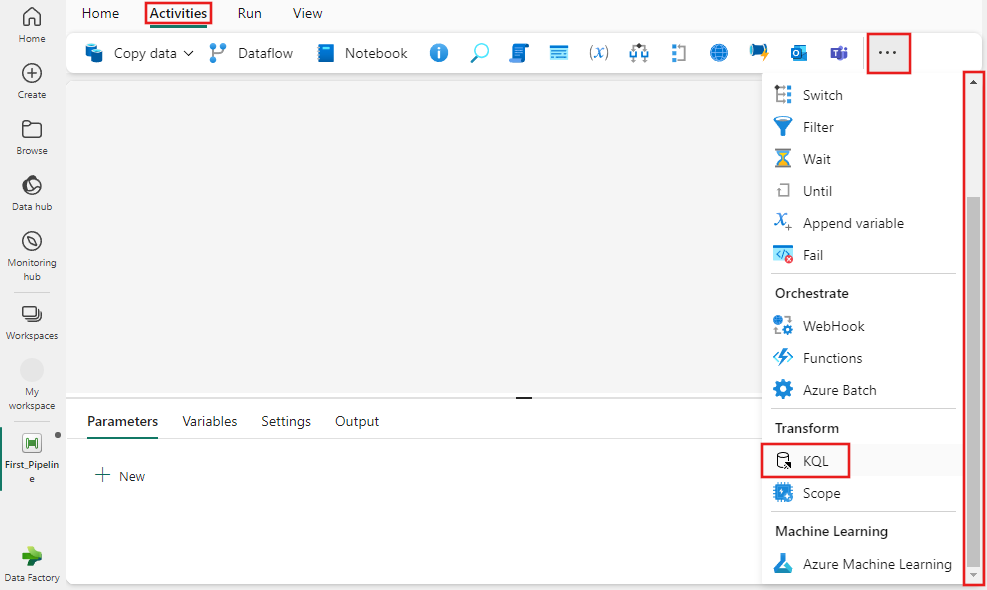 Home
Activities
Run
View
Home
Copy data
Dataflow
Notebook
(x)
...
Create
Browse
Data hub
Monitoring
hub
Workspaces
My
workspace
First_Pipelin
e
Data Factory
Switch
Filter
Wait
Until
Append variable
Fail
Orchestrate
WebHook
Functions
Azure Batch
Transform
KQL
Scope
Machine Learning
Azure Machine Learning
Parameters
Variables
Settings
Output
New